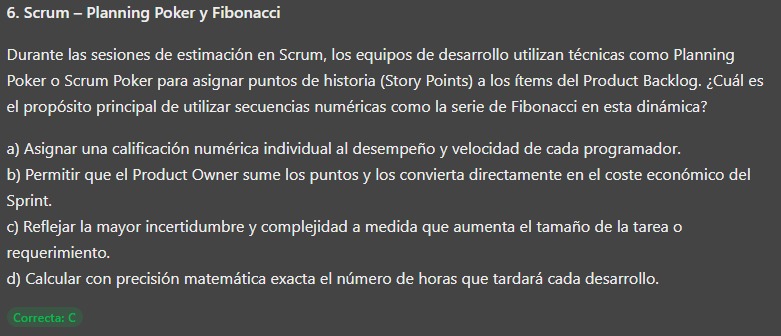 6. Scrum – Planning Poker y Fibonacci
Durante las sesiones de estimación en Scrum, los equipos de desarrollo utilizan técnicas como Planning
Poker o Scrum Poker para asignar puntos de historia (Story Points) a los ítems del Product Backlog. ¿Cuál es
el propósito principal de utilizar secuencias numéricas como la serie de Fibonacci en esta dinámica?
a) Asignar una calificación numérica individual al desempeño y velocidad de cada programador.
b) Permitir que el Product Owner sume los puntos y los convierta directamente en el coste económico del
Sprint.
c) Reflejar la mayor incertidumbre y complejidad a medida que aumenta el tamaño de la tarea o
requerimiento.
d) Calcular con precisión matemática exacta el número de horas que tardará cada desarrollo.
Correcta: C